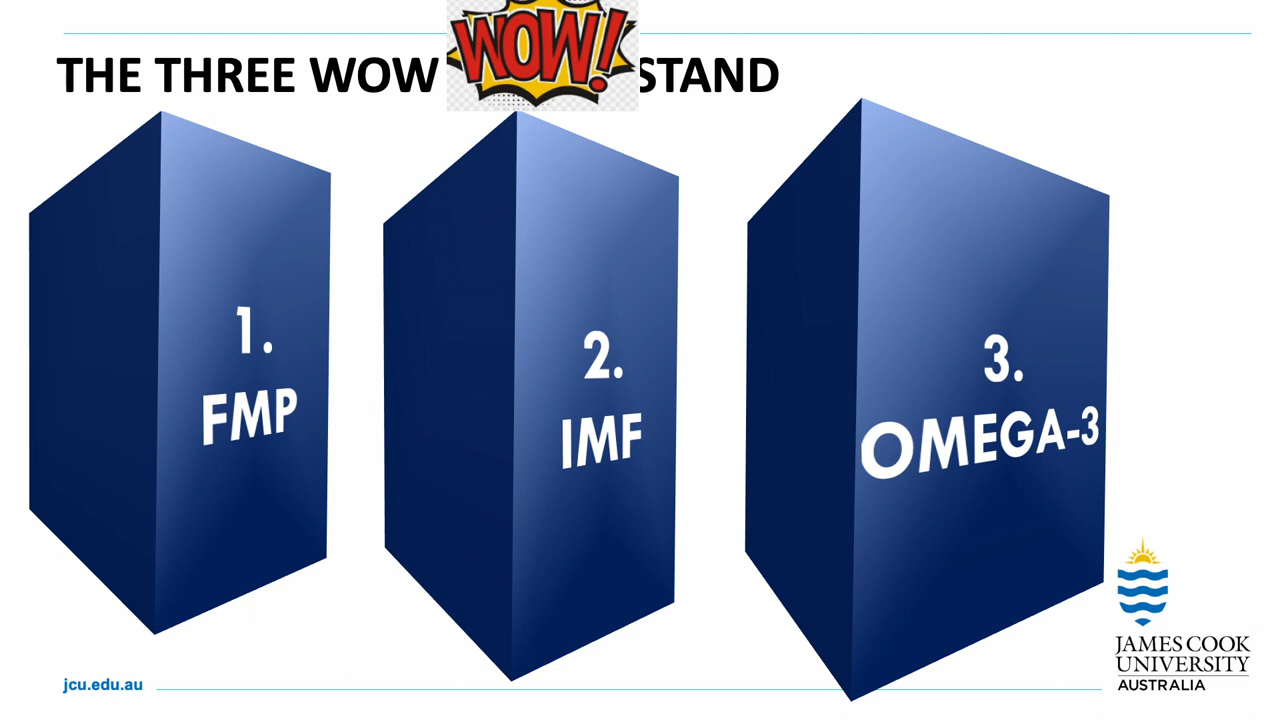 THE THREE WOW STAND
WOW!
1.
FMP
2.
IMF
3.
OMEGA-3
JAMES COOK
UNIVERSITY
AUSTRALIA
jcu.edu.au